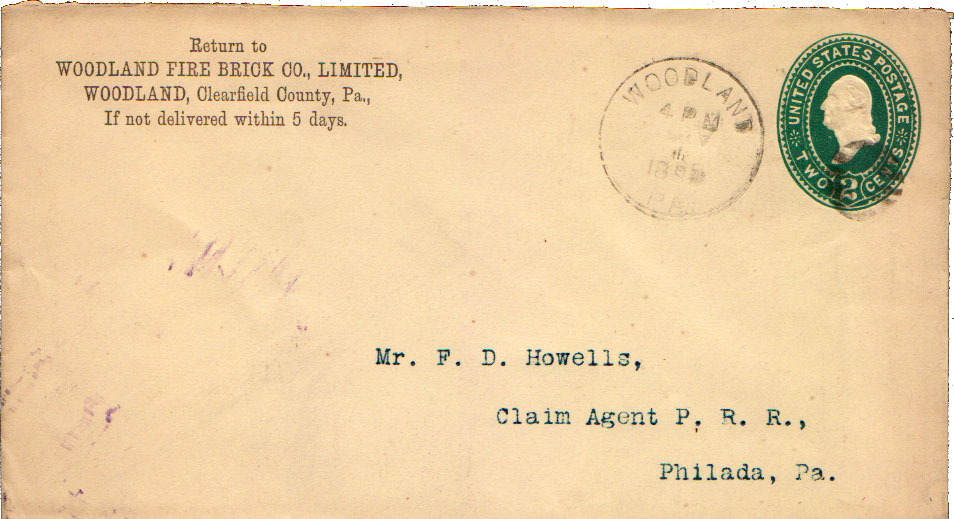 Return to
WOODLAND FIRE BRICK CO., LIMITED,
WOODLAND, Clearfield County, Pa.,
If not delivered within 5 days.
WOODLAND
4 PM
PA
UNITED STATES POSTAGE
TWO 2 CENTS
Mr. F. D. Howells,
Claim Agent P. R. R.,
Philada, Pa.